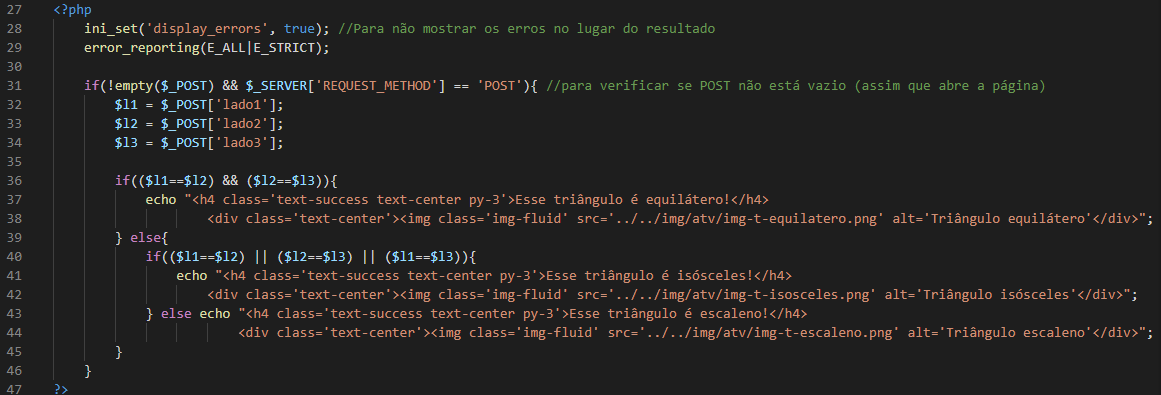 27 <?php
28 ini_set('display_errors', true); //Para não mostrar os erros no lugar do resultado
29 error_reporting(E_ALL|E_STRICT);
30
31 if(!empty($_POST) && $_SERVER['REQUEST_METHOD'] == 'POST'){ //para verificar se POST não está vazio (assim que abre a página)
32 $l1 = $_POST['lado1'];
33 $l2 = $_POST['lado2'];
34 $l3 = $_POST['lado3'];
35
36 if(($l1==$l2) && ($l2==$l3)){
37 echo "<h4 class='text-success text-center py-3'>Esse triângulo é equilátero!</h4>
38 <div class='text-center'><img class='img-fluid' src='../../img/atv/img-t-equilatero.png' alt='Triângulo equilátero'</div>";
39 } else{
40 if(($l1==$l2) || ($l2==$l3) || ($l1==$l3)){
41 echo "<h4 class='text-success text-center py-3'>Esse triângulo é isósceles!</h4>
42 <div class='text-center'><img class='img-fluid' src='../../img/atv/img-t-isosceles.png' alt='Triângulo isósceles'</div>";
43 } else echo "<h4 class='text-success text-center py-3'>Esse triângulo é escaleno!</h4>
44 <div class='text-center'><img class='img-fluid' src='../../img/atv/img-t-escaleno.png' alt='Triângulo escaleno'</div>";
45 }
46 }
47 ?>